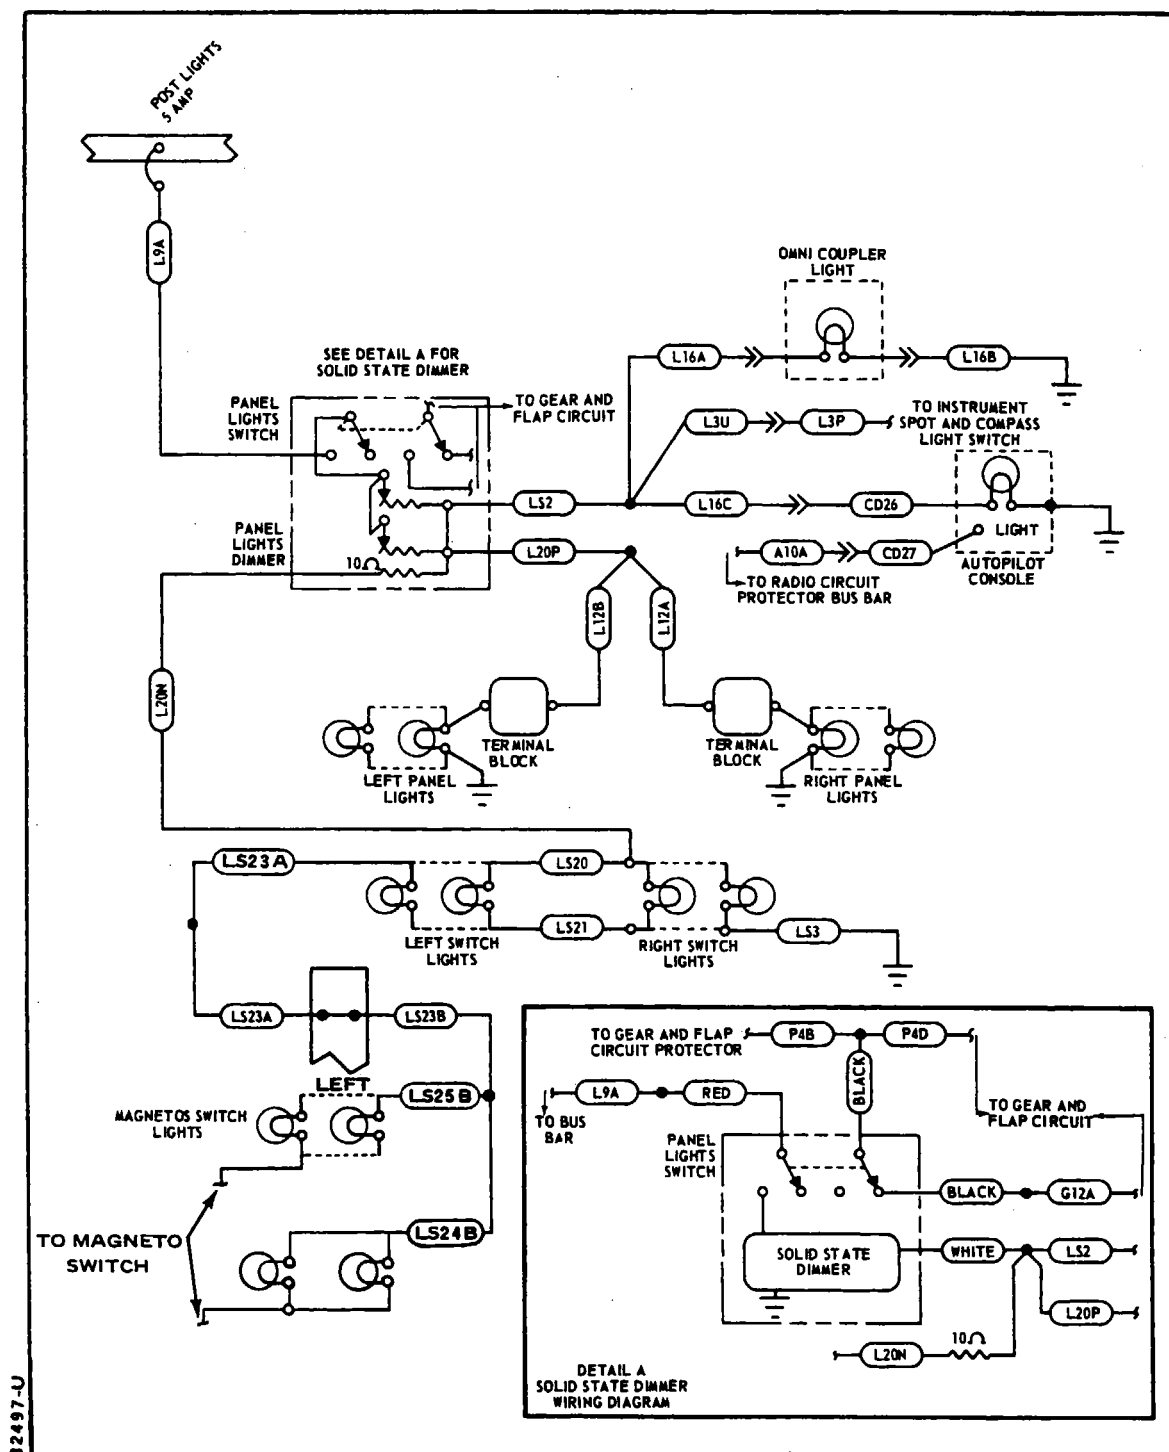 POST LIGHTS
5 AMP
L9A
OMNI COUPLER
LIGHT
L16A
L16B
SEE DETAIL A FOR
SOLID STATE DIMMER
PANEL
LIGHTS
SWITCH
TO GEAR AND
FLAP CIRCUIT
L3U
L3P
TO INSTRUMENT
SPOT AND COMPASS
LIGHT SWITCH
LS2
L16C
CD26
LIGHT
PANEL
LIGHTS
DIMMER
10Ω
L20P
A10A
CD27
AUTOPILOT
CONSOLE
TO RADIO CIRCUIT
PROTECTOR BUS BAR
L12B
L12A
L20N
TERMINAL
BLOCK
TERMINAL
BLOCK
LEFT PANEL
LIGHTS
RIGHT PANEL
LIGHTS
LS23A
LS20
LS21
LS3
LEFT SWITCH
LIGHTS
RIGHT SWITCH
LIGHTS
LS23A
LS23B
LEFT
LS25B
MAGNETOS SWITCH
LIGHTS
LS24B
TO MAGNETO
SWITCH
TO GEAR AND FLAP
CIRCUIT PROTECTOR
P4B
P4D
BLACK
L9A
RED
TO BUS
BAR
TO GEAR AND
FLAP CIRCUIT
PANEL
LIGHTS
SWITCH
BLACK
G12A
SOLID STATE
DIMMER
WHITE
LS2
L20P
10Ω
L20N
DETAIL A
SOLID STATE DIMMER
WIRING DIAGRAM
32497-U